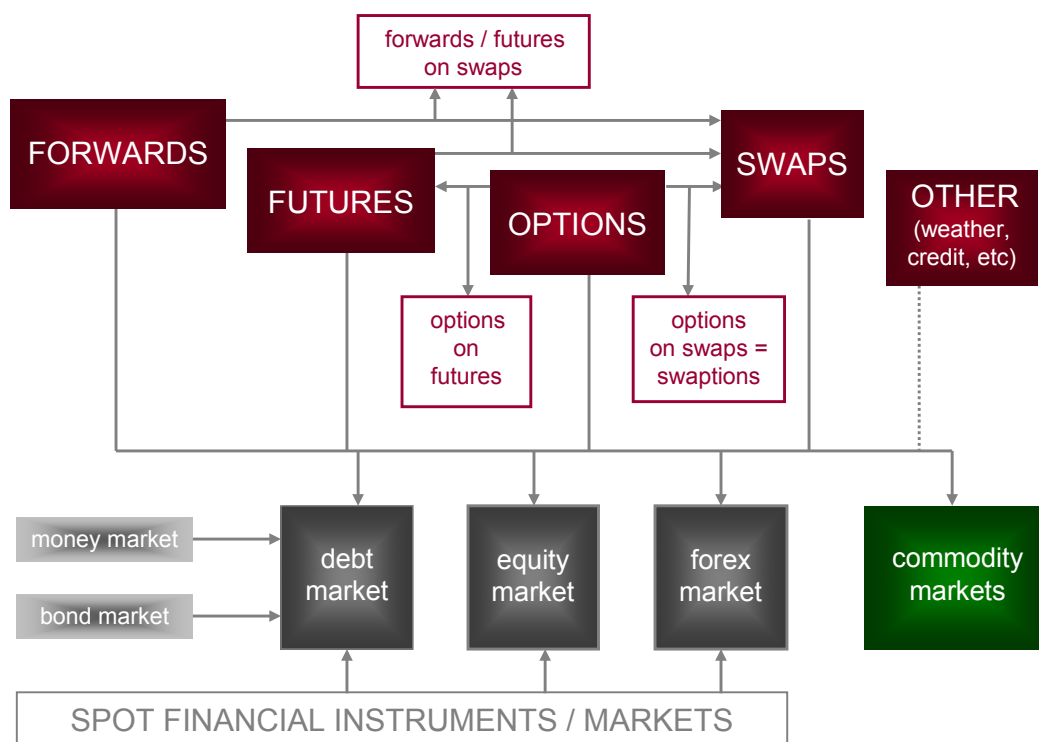 forwards / futures
on swaps
FORWARDS
FUTURES
OPTIONS
SWAPS
OTHER
(weather,
credit, etc)
options
on
futures
options
on swaps =
swaptions
money market
bond market
debt
market
equity
market
forex
market
commodity
markets
SPOT FINANCIAL INSTRUMENTS / MARKETS